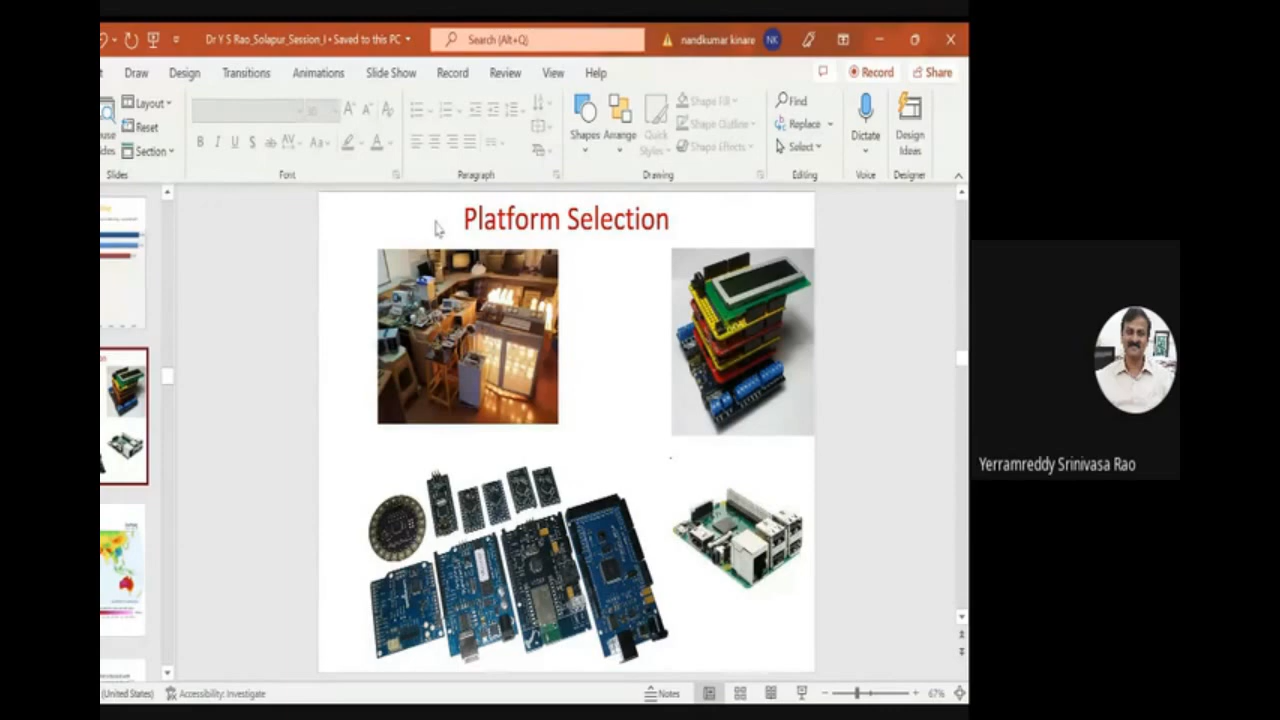 Dr Y S Rao_Solapur_Session_I • Saved to this PC
Search (Alt+Q)
nandkumar kinare
NK
Draw
Design
Transitions
Animations
Slide Show
Record
Review
View
Help
Record
Share
Layout
Reset
Section
Slides
Font
Paragraph
Shapes
Arrange
Quick
Styles
Shape Fill
Shape Outline
Shape Effects
Drawing
Find
Replace
Select
Editing
Dictate
Voice
Design
Ideas
Designer
Platform Selection
Yerramreddy Srinivasa Rao
(United States)
Accessibility: Investigate
Notes
67%